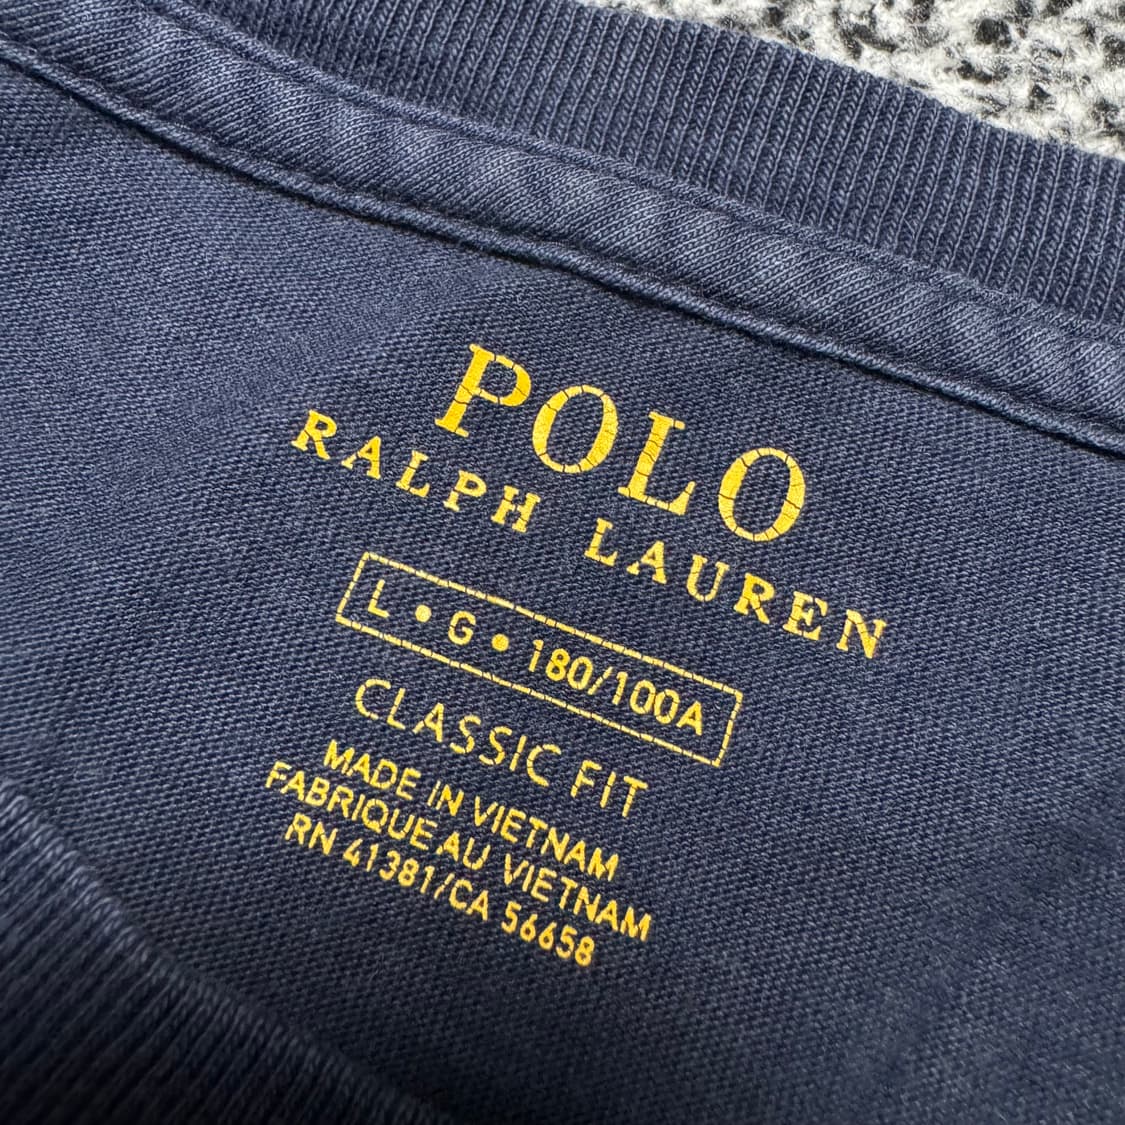 POLO
RALPH LAUREN
L • G • 180/100A
CLASSIC FIT
MADE IN VIETNAM
FABRIQUE AU VIETNAM
RN 41381/CA 56658